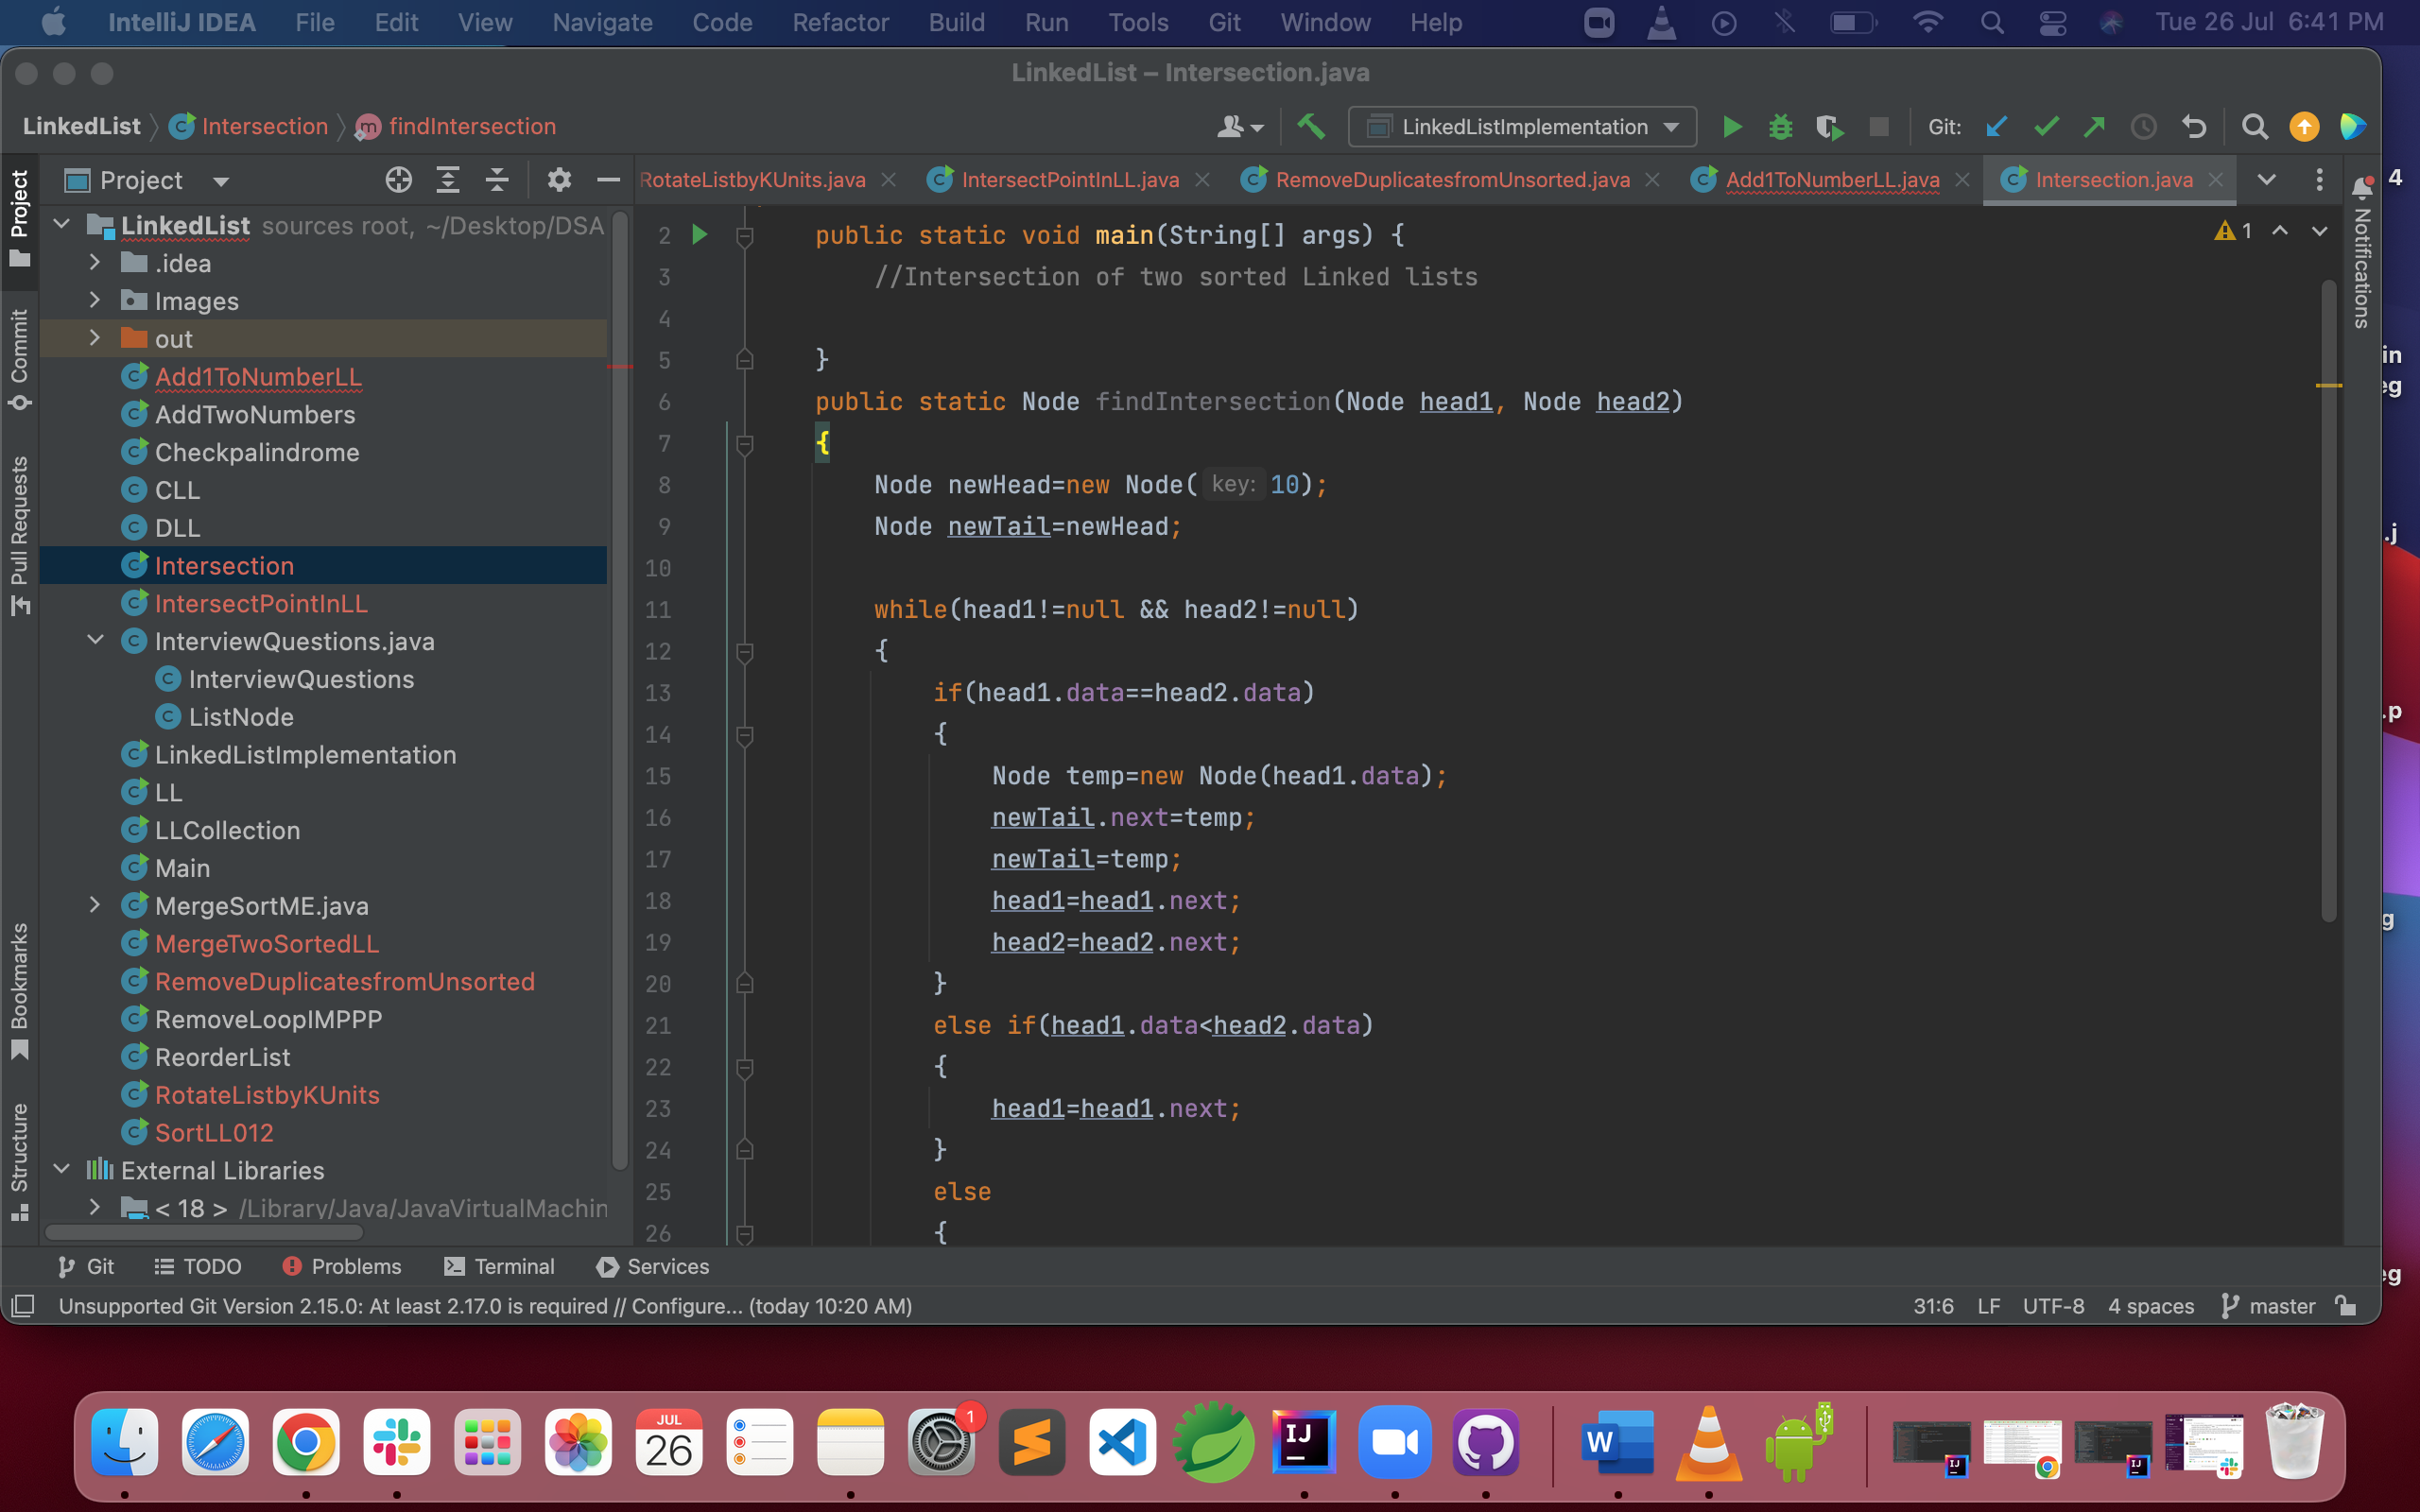 IntelliJ IDEA File Edit View Navigate Code Refactor Build Run Tools Git Window Help Tue 26 Jul 6:41 PM
LinkedList – Intersection.java
LinkedList Intersection m findIntersection LinkedListImplementation Git:
Project RotateListbyKUnits.java IntersectPointInLL.java RemoveDuplicatesfromUnsorted.java Add1ToNumberLL.java Intersection.java
Project
Commit
Pull Requests
Bookmarks
Structure
LinkedList sources root, ~/Desktop/DSA
.idea
Images
out
Add1ToNumberLL
AddTwoNumbers
Checkpalindrome
CLL
DLL
Intersection
IntersectPointInLL
InterviewQuestions.java
InterviewQuestions
ListNode
LinkedListImplementation
LL
LLCollection
Main
MergeSortME.java
MergeTwoSortedLL
RemoveDuplicatesfromUnsorted
RemoveLoopIMPPP
ReorderList
RotateListbyKUnits
SortLL012
External Libraries
< 18 > /Library/Java/JavaVirtualMachin
2 public static void main(String[] args) {
3 //Intersection of two sorted Linked lists
4
5 }
6 public static Node findIntersection(Node head1, Node head2)
7 {
8 Node newHead=new Node( key: 10);
9 Node newTail=newHead;
10
11 while(head1!=null && head2!=null)
12 {
13 if(head1.data==head2.data)
14 {
15 Node temp=new Node(head1.data);
16 newTail.next=temp;
17 newTail=temp;
18 head1=head1.next;
19 head2=head2.next;
20 }
21 else if(head1.data<head2.data)
22 {
23 head1=head1.next;
24 }
25 else
26 {
1
Notifications
4
in
eg
.j
.p
g
eg
Git TODO Problems Terminal Services
Unsupported Git Version 2.15.0: At least 2.17.0 is required // Configure... (today 10:20 AM) 31:6 LF UTF-8 4 spaces master
JUL
26
1
IJ
W
IJ
IJ